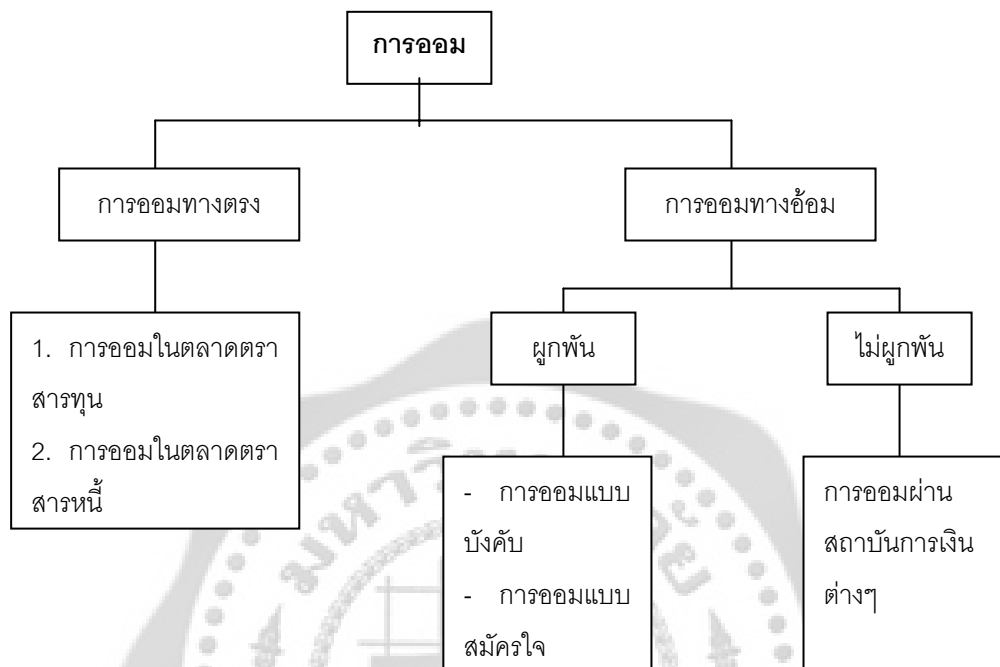 การออม
การออมทางตรง
การออมทางอ้อม
1. การออมในตลาดตรา
สารทุน
2. การออมในตลาดตรา
สารหนี้
ผูกพัน
ไม่ผูกพัน
- การออมแบบ
บังคับ
- การออมแบบ
สมัครใจ
การออมผ่าน
สถาบันการเงิน
ต่างๆ